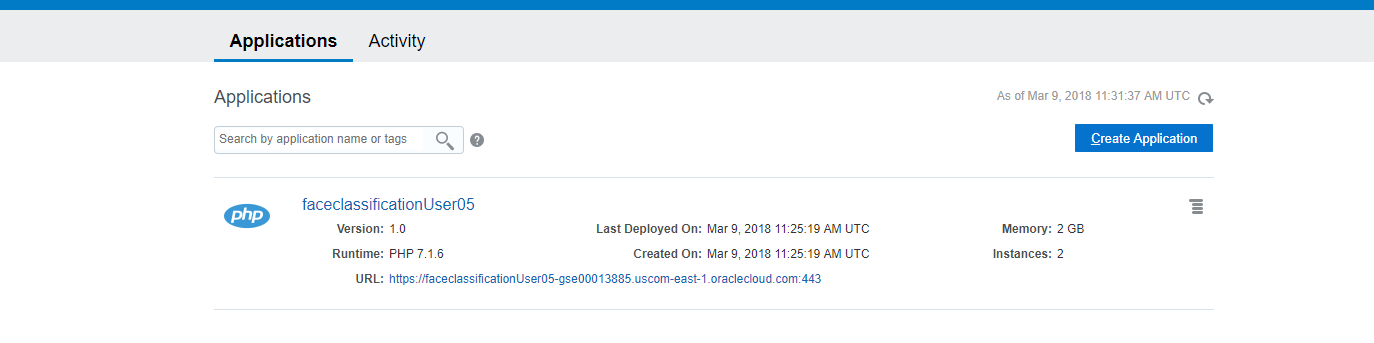 Applications Activity
Applications
As of Mar 9, 2018 11:31:37 AM UTC
Search by application name or tags ?
Create Application
php
faceclassificationUser05
Version: 1.0 Last Deployed On: Mar 9, 2018 11:25:19 AM UTC Memory: 2 GB
Runtime: PHP 7.1.6 Created On: Mar 9, 2018 11:25:19 AM UTC Instances: 2
URL: https://faceclassificationUser05-gse00013885.uscom-east-1.oraclecloud.com:443